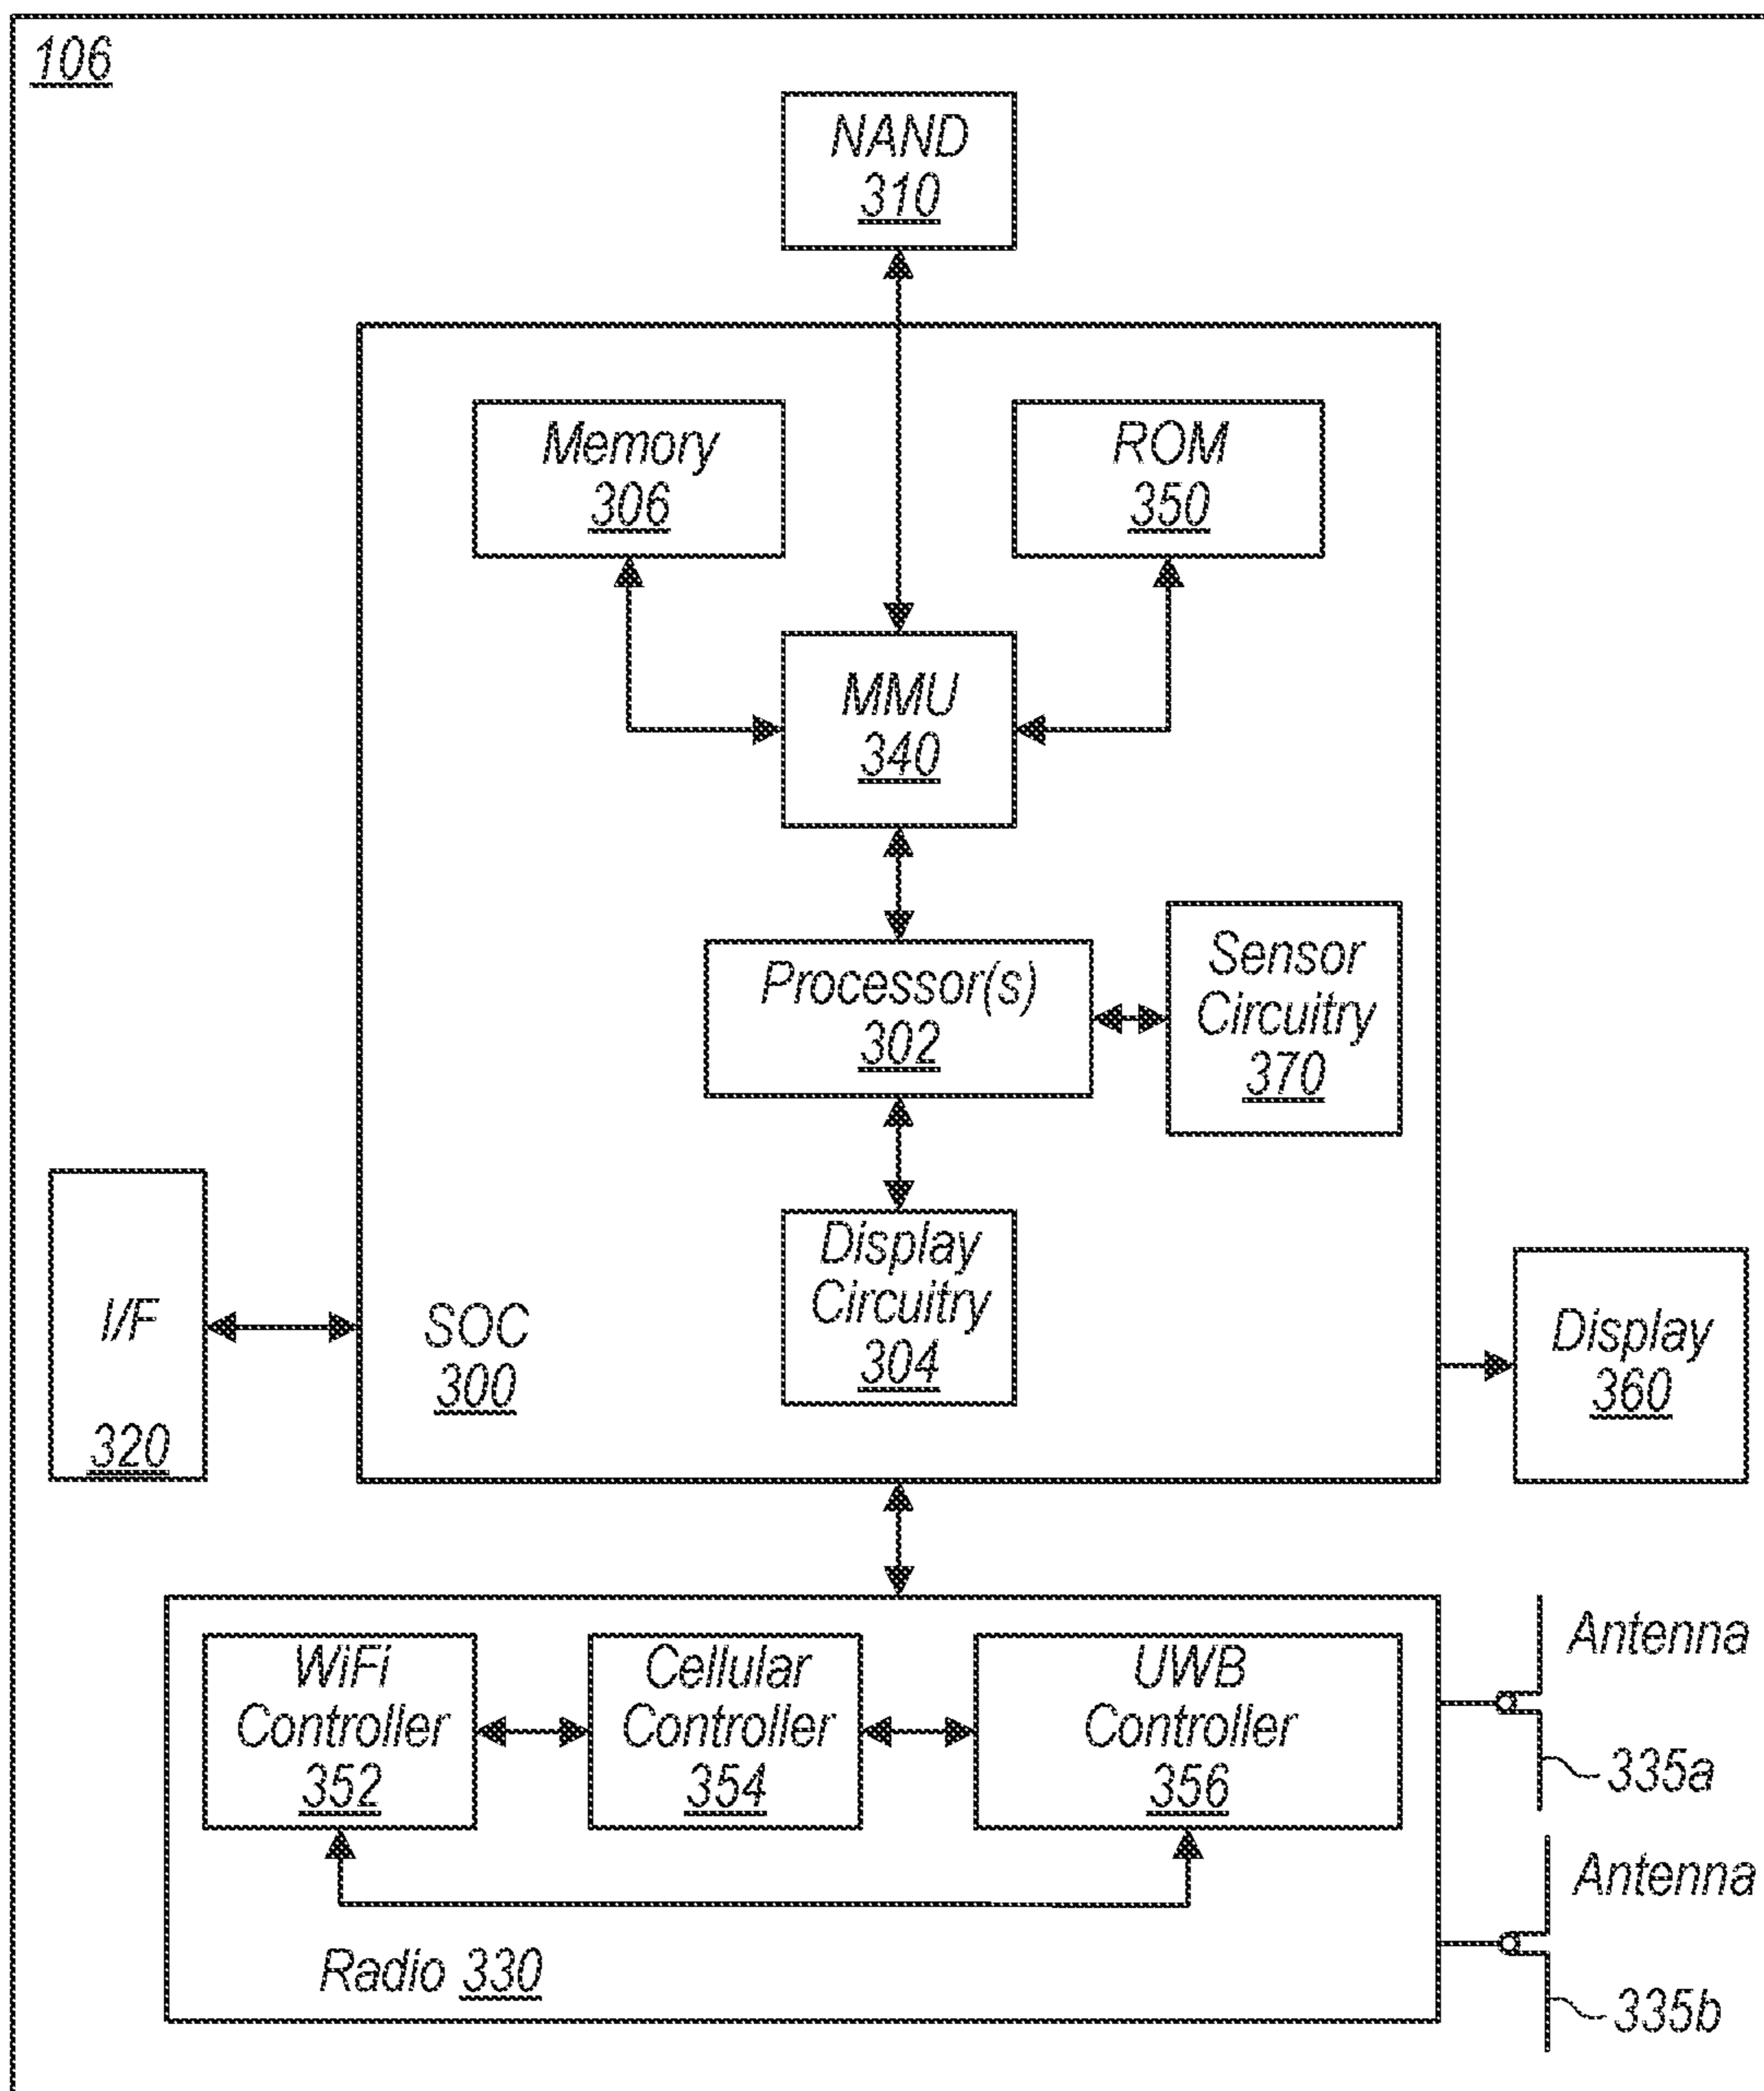 106
NAND
310
Memory
306
ROM
350
MMU
340
Processor(s)
302
Sensor
Circuitry
370
Display
Circuitry
304
I/F
320
SOC
300
Display
360
WiFi
Controller
352
Cellular
Controller
354
UWB
Controller
356
Radio 330
Antenna
335a
Antenna
335b